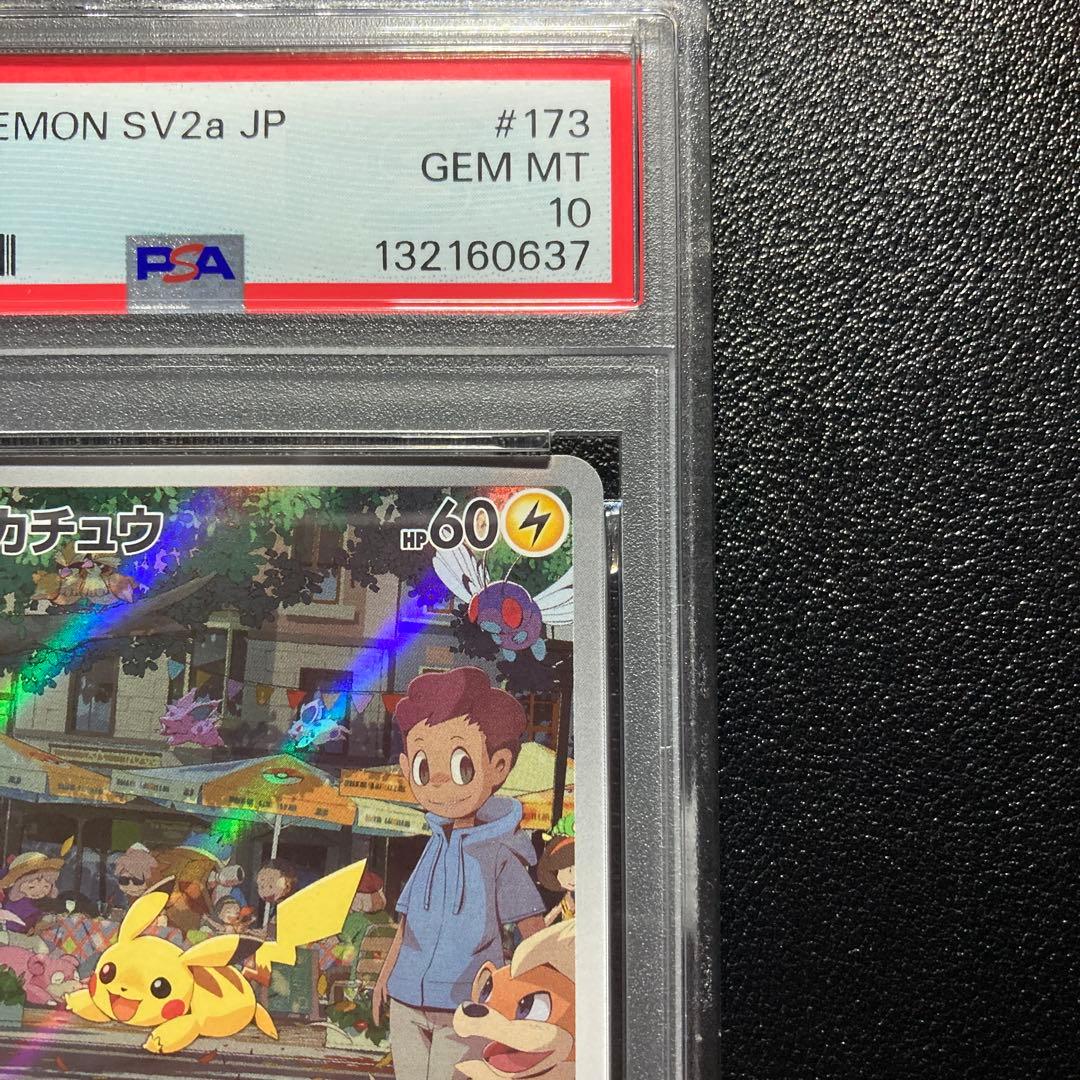 EMON SV2a JP #173
GEM MT
10
PSA 132160637
カチュウ HP60